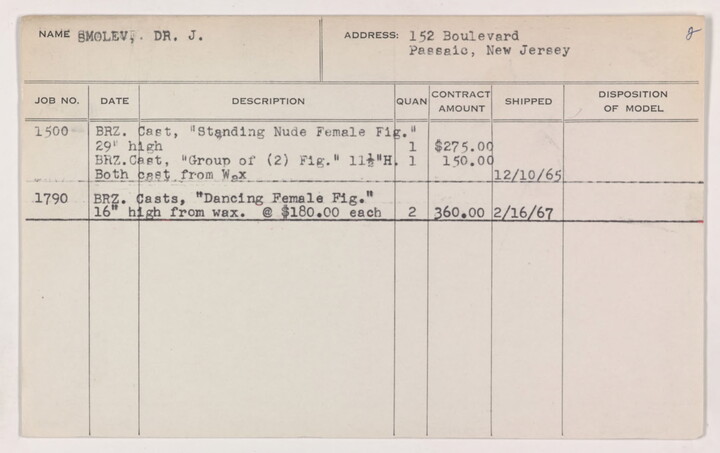 NAME SMOLEV, DR. J. ADDRESS: 152 Boulevard
Passaic, New Jersey
JOB NO. DATE DESCRIPTION QUAN CONTRACT AMOUNT SHIPPED DISPOSITION OF MODEL
1500 BRZ. Cast, "Standing Nude Female Fig."
29" high 1 $275.00
BRZ.Cast, "Group of (2) Fig." 11½"H. 1 150.00
Both cast from Wax 12/10/65
1790 BRZ. Casts, "Dancing Female Fig."
16" high from wax. @ $180.00 each 2 360.00 2/16/67